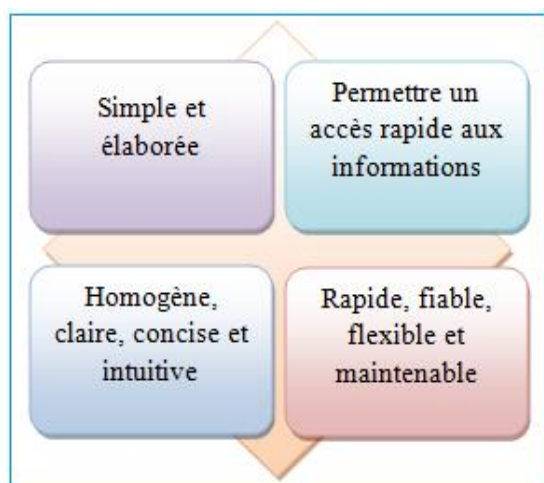 Simple et
élaborée
Permettre un
accès rapide aux
informations
Homogène,
claire, concise et
intuitive
Rapide, fiable,
flexible et
maintenable